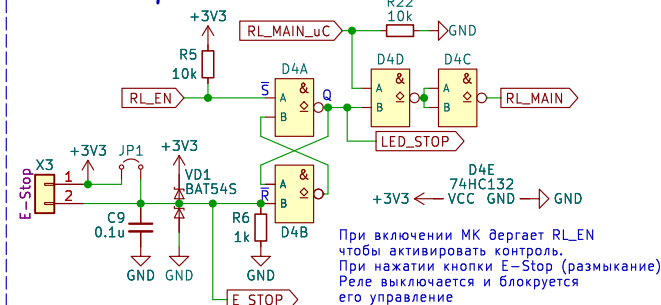 R22
+3V3
RL_MAIN_uC
10k
GND
R5
10k
D4A
D4D
D4C
RL_EN
S
A
&
Q
B
A
&
B
A
&
B
RL_MAIN
LED_STOP
+3V3
JP1
+3V3
X3
1
2
E-Stop
VD1
BAT54S
R
A
&
B
D4E
74HC132
+3V3
VCC GND
GND
C9
0.1u
R6
1k
D4B
GND
GND
GND
E_STOP
При включении МК дергает RL_EN
чтобы активировать контроль.
При нажатии кнопки E-Stop (размыкание)
Реле выключается и блокируется
его управление